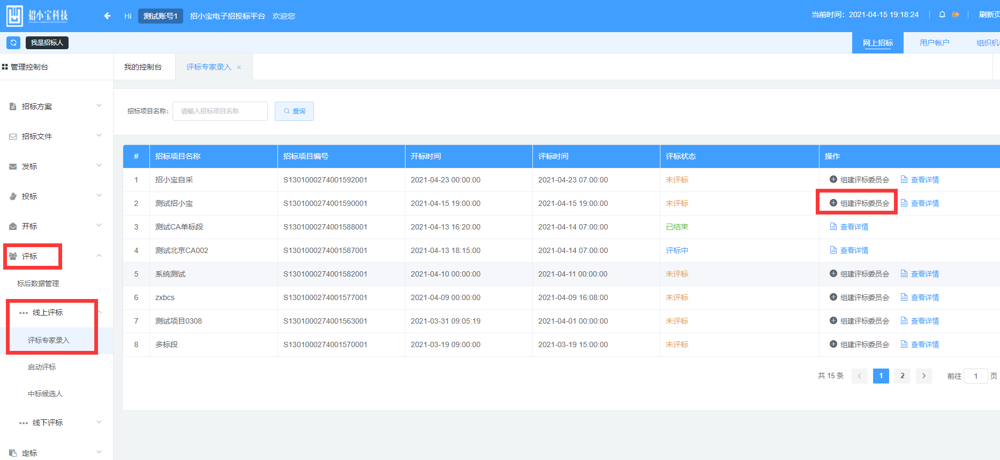 招小宝科技
Hi 测试账号1 招小宝电子招投标平台 欢迎您
当前时间：2021-04-15 19:18:24
刷新页
我是招标人
网上招标 用户帐户 组织机
管理控制台
我的控制台 评标专家录入 ×
招标方案
招标文件
发标
投标
开标
评标
标后数据管理
线上评标
评标专家录入
启动评标
中标候选人
线下评标
定标
招标项目名称： 请输入招标项目名称 查询
# 招标项目名称 招标项目编号 开标时间 评标时间 评标状态 操作
1 招小宝自采 S1301000274001592001 2021-04-23 00:00:00 2021-04-23 07:00:00 未评标 组建评标委员会 查看详情
2 测试招小宝 S1301000274001590001 2021-04-15 19:00:00 2021-04-15 19:00:00 未评标 组建评标委员会 查看详情
3 测试CA单标段 S1301000274001588001 2021-04-13 16:20:00 2021-04-14 07:00:00 已结束 查看详情
4 测试北京CA002 S1301000274001587001 2021-04-13 18:15:00 2021-04-14 07:00:00 评标中 查看详情
5 系统测试 S1301000274001582001 2021-04-10 00:00:00 2021-04-11 00:00:00 未评标 组建评标委员会 查看详情
6 zxbcs S1301000274001577001 2021-04-09 00:00:00 2021-04-09 16:08:00 未评标 组建评标委员会 查看详情
7 测试项目0308 S1301000274001563001 2021-03-31 09:05:19 2021-04-01 00:00:00 未评标 组建评标委员会 查看详情
8 多标段 S1301000274001570001 2021-03-19 09:00:00 2021-03-19 15:00:00 未评标 组建评标委员会 查看详情
共 15 条 < 1 2 > 前往 1 页